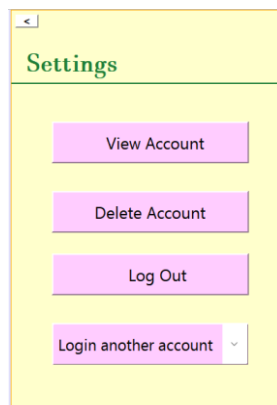 <
Settings
View Account
Delete Account
Log Out
Login another account